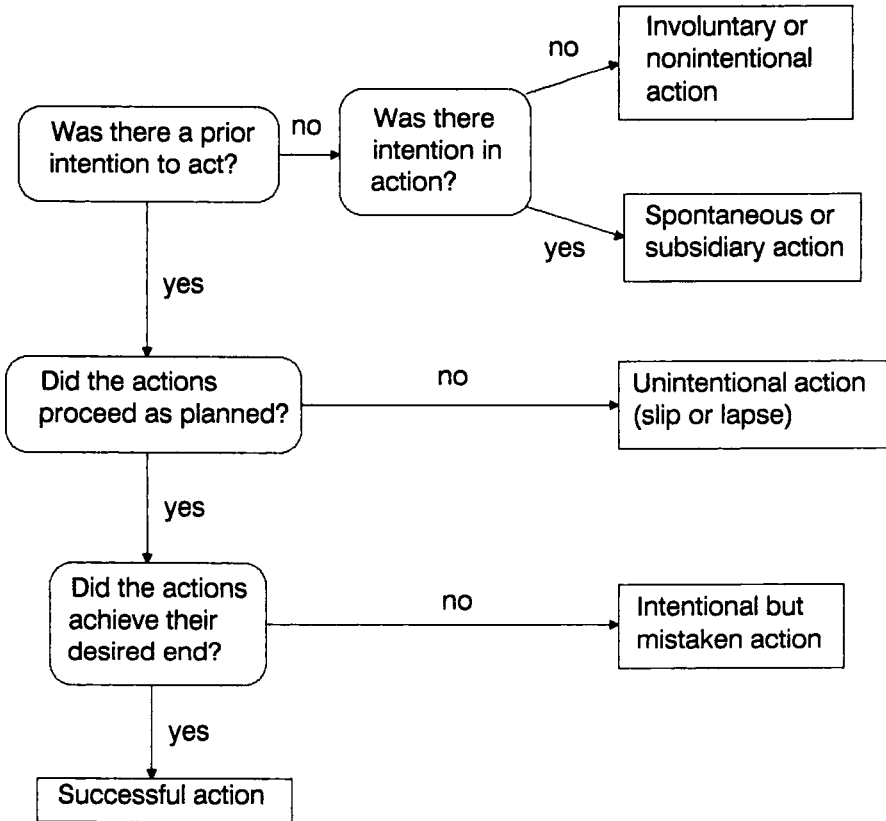 Involuntary or
nonintentional
action
no
Was there a prior
intention to act?
no
Was there
intention in
action?
Spontaneous or
subsidiary action
yes
yes
Did the actions
proceed as planned?
no
Unintentional action
(slip or lapse)
yes
Did the actions
achieve their
desired end?
no
Intentional but
mistaken action
yes
Successful action